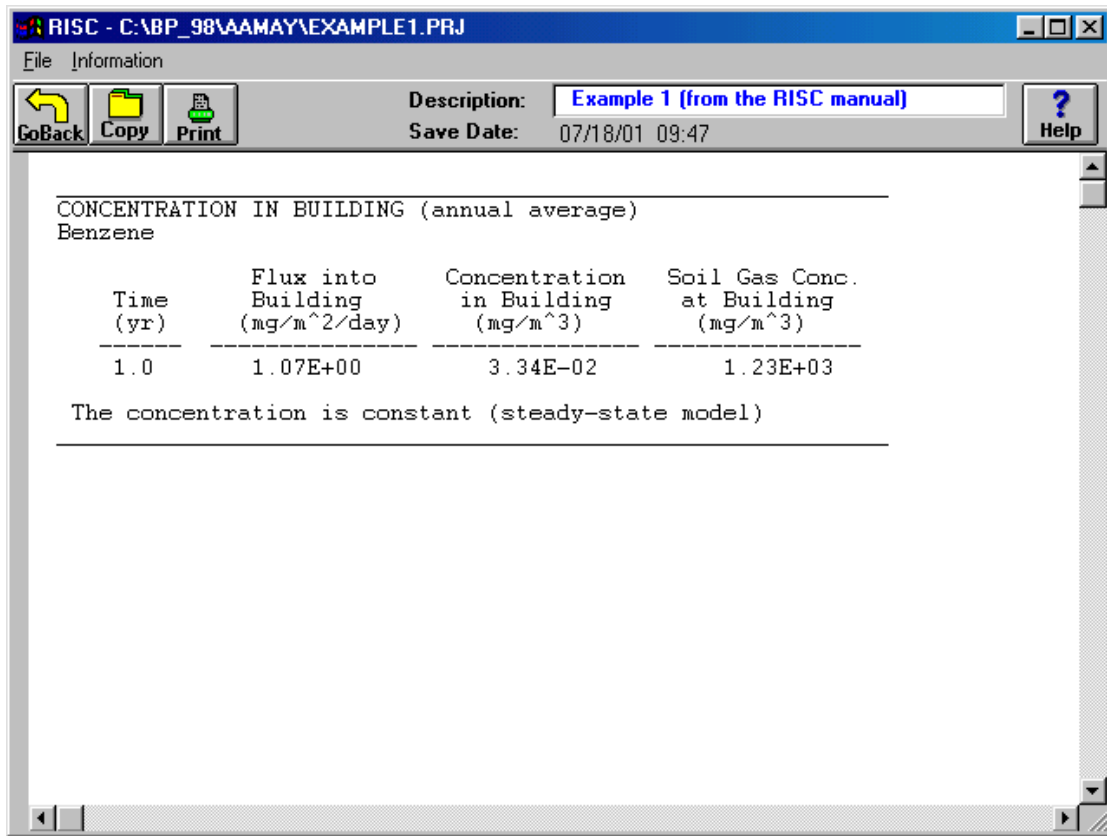 RISC - C:\BP_98\AAMAY\EXAMPLE1.PRJ
File Information
GoBack Copy Print
Description: Example 1 (from the RISC manual)
Save Date: 07/18/01 09:47
? Help
CONCENTRATION IN BUILDING (annual average)
Benzene
Flux into Concentration Soil Gas Conc.
Time Building in Building at Building
(yr) (mg/m^2/day) (mg/m^3) (mg/m^3)
------ --------------- --------------- ---------------
1.0 1.07E+00 3.34E-02 1.23E+03
The concentration is constant (steady-state model)